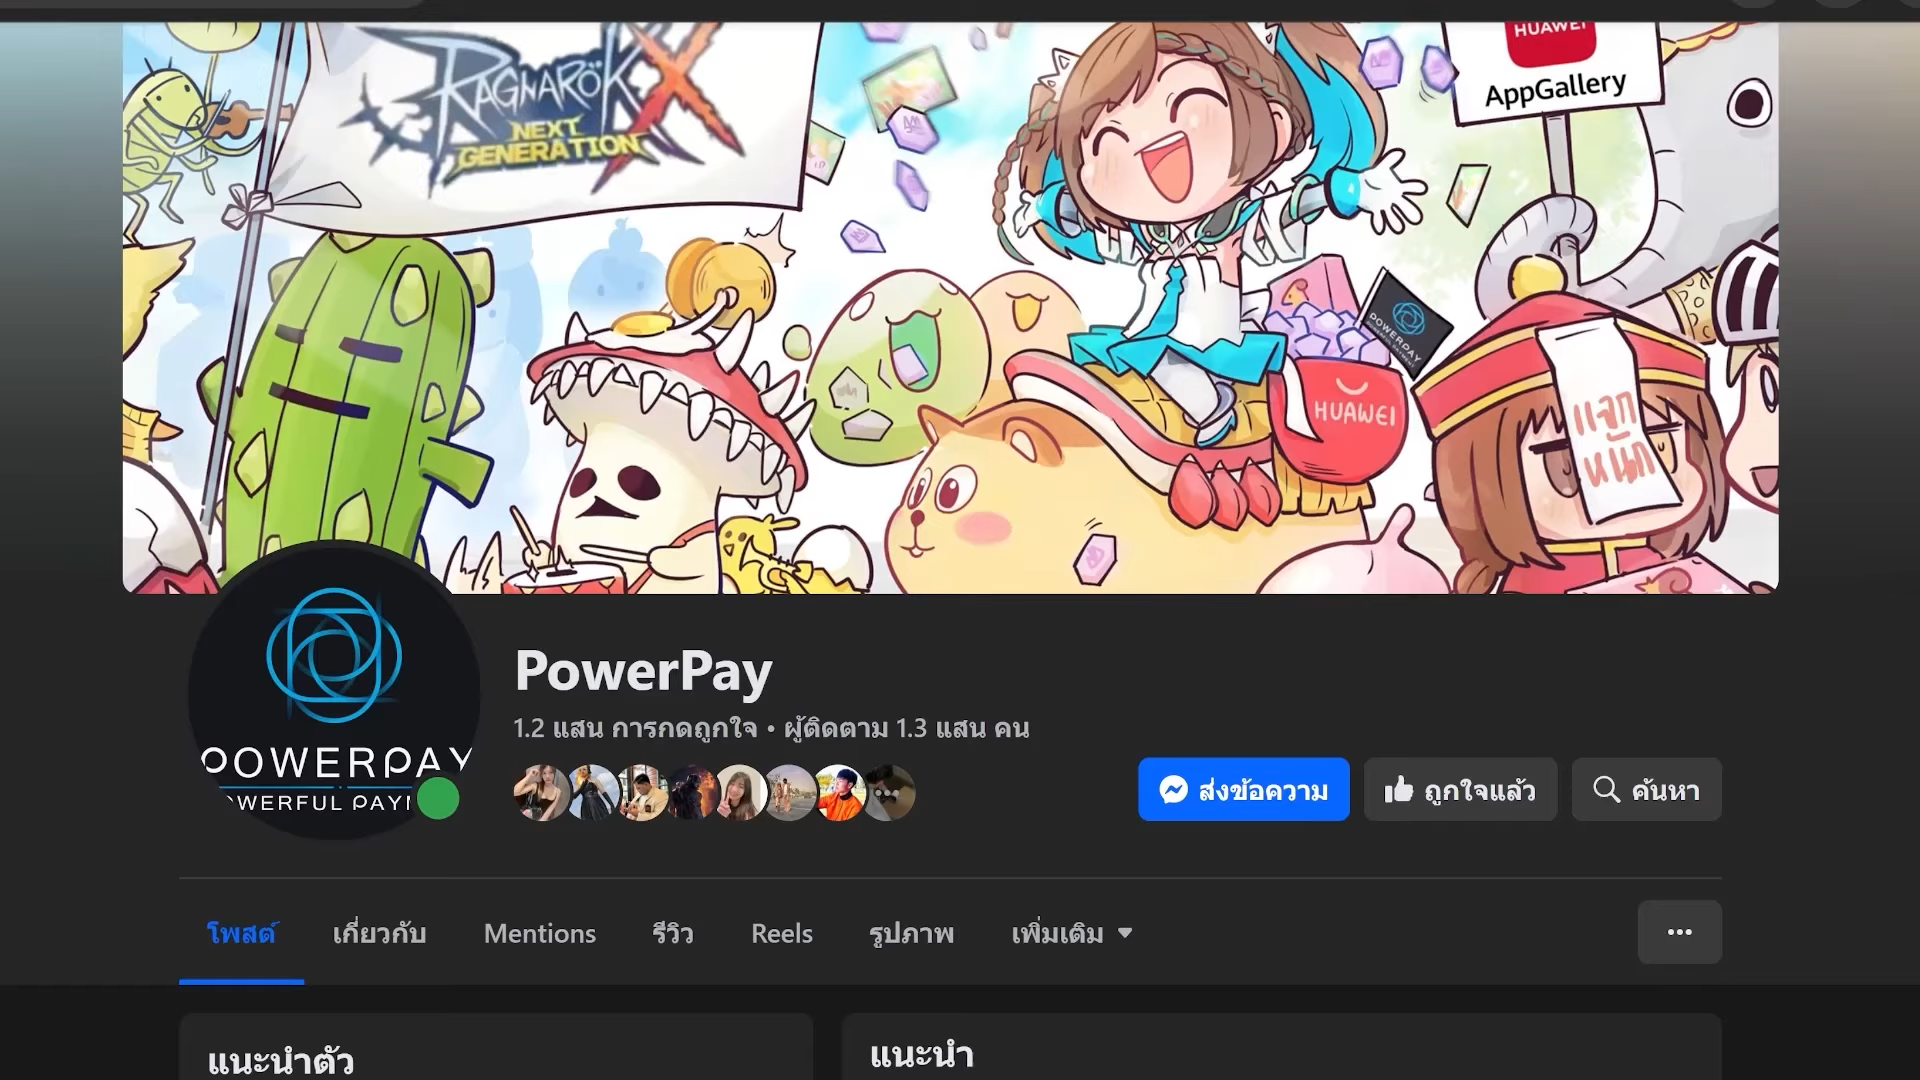 RAGNARÖK X
NEXT
GENERATION
HUAWEI
AppGallery
POWERPAY
HUAWEI
แจก
หนัก
POWERPAY
PowerPay
1.2 แสน การกดถูกใจ • ผู้ติดตาม 1.3 แสน คน
ส่งข้อความ
ถูกใจแล้ว
ค้นหา
โพสต์
เกี่ยวกับ
Mentions
รีวิว
Reels
รูปภาพ
เพิ่มเติม
แนะนำตัว
แนะนำ